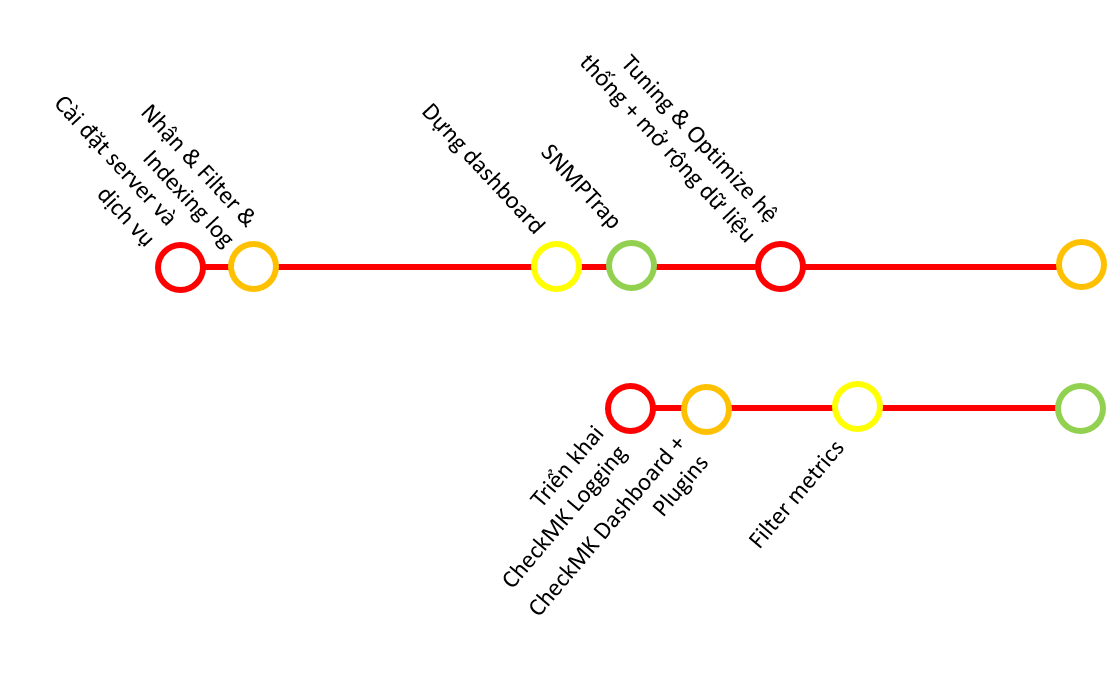 Cài đặt server và
dịch vụ
Nhận & Filter &
Indexing log
Dựng dashboard
SNMPTrap
Tuning & Optimize hệ
thống + mở rộng dữ liệu
Triển khai
CheckMK Logging
CheckMK Dashboard +
Plugins
Filter metrics